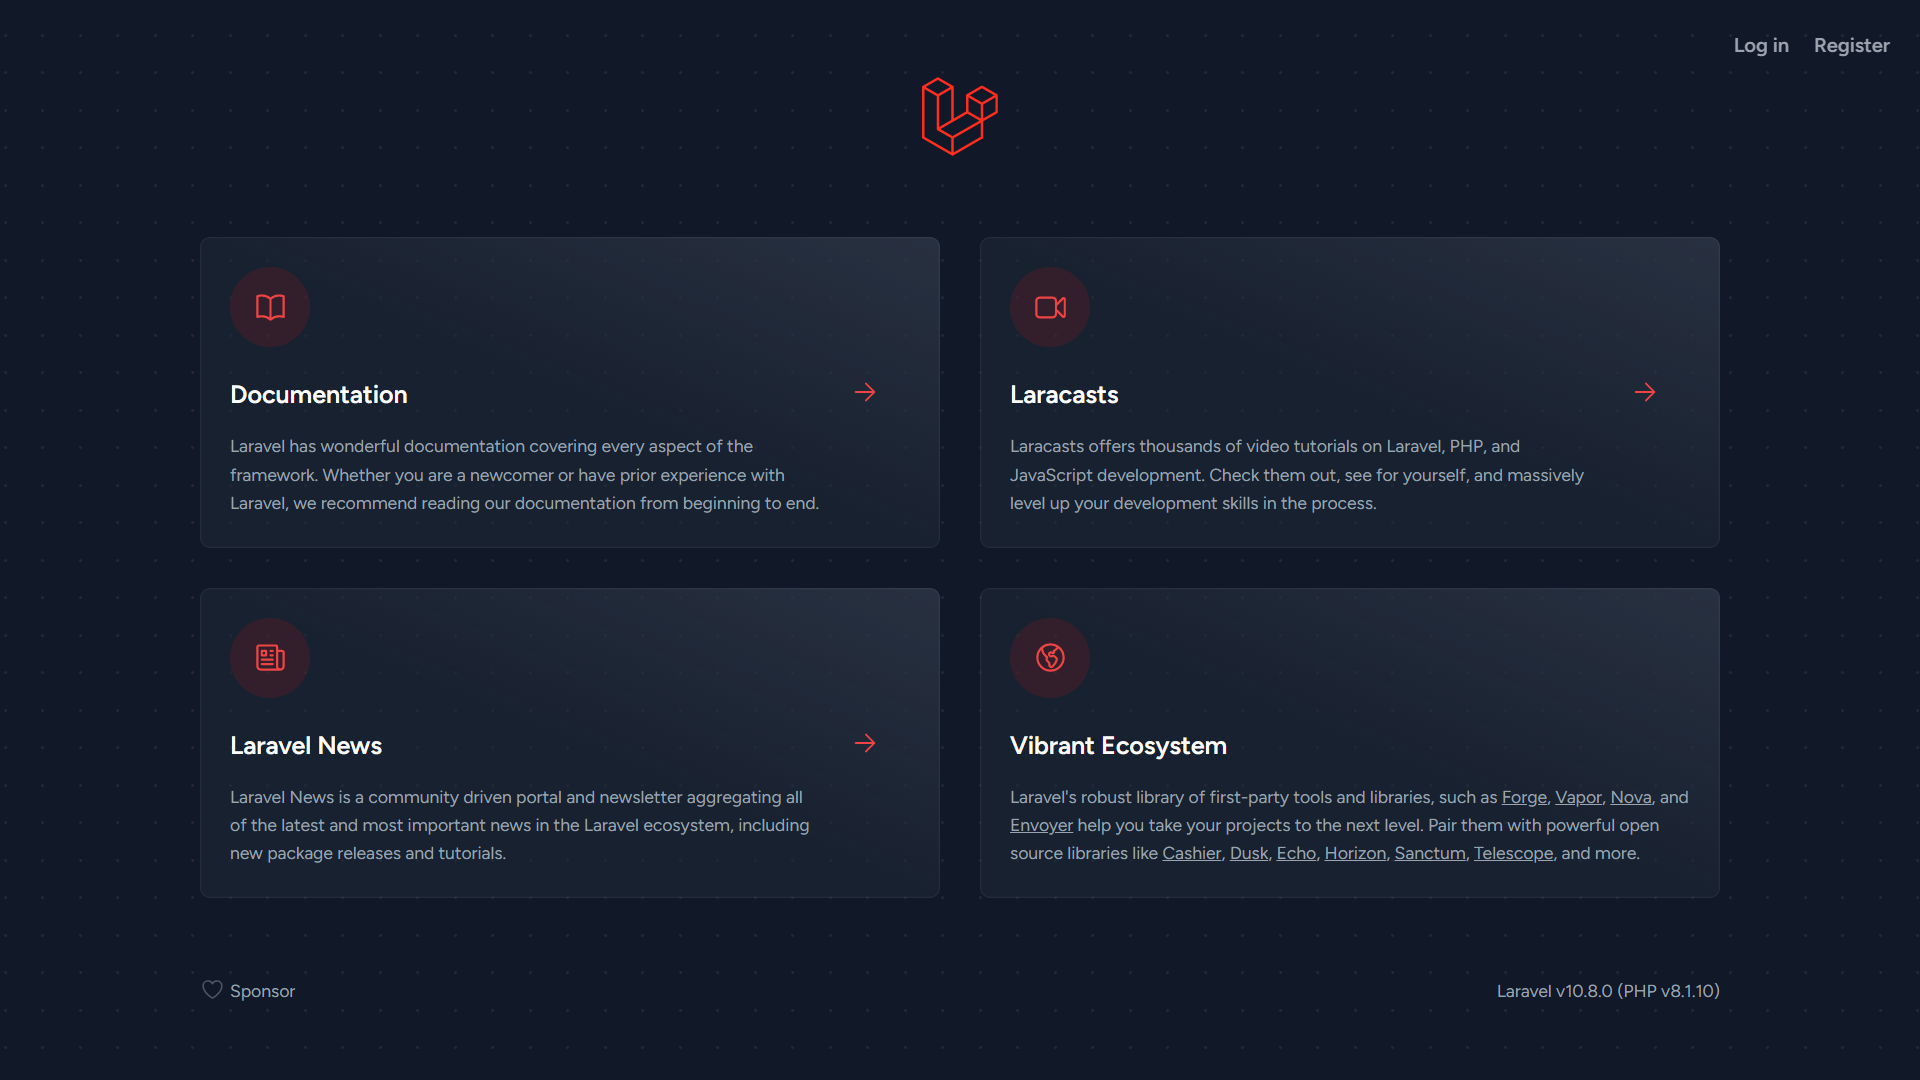 Log in Register
Documentation
Laravel has wonderful documentation covering every aspect of the
framework. Whether you are a newcomer or have prior experience with
Laravel, we recommend reading our documentation from beginning to end.
Laracasts
Laracasts offers thousands of video tutorials on Laravel, PHP, and
JavaScript development. Check them out, see for yourself, and massively
level up your development skills in the process.
Laravel News
Laravel News is a community driven portal and newsletter aggregating all
of the latest and most important news in the Laravel ecosystem, including
new package releases and tutorials.
Vibrant Ecosystem
Laravel's robust library of first-party tools and libraries, such as Forge, Vapor, Nova, and
Envoyer help you take your projects to the next level. Pair them with powerful open
source libraries like Cashier, Dusk, Echo, Horizon, Sanctum, Telescope, and more.
Sponsor
Laravel v10.8.0 (PHP v8.1.10)